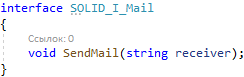 interface SOLID_I_Mail
{
Ссылок: 0
void SendMail(string receiver);
}